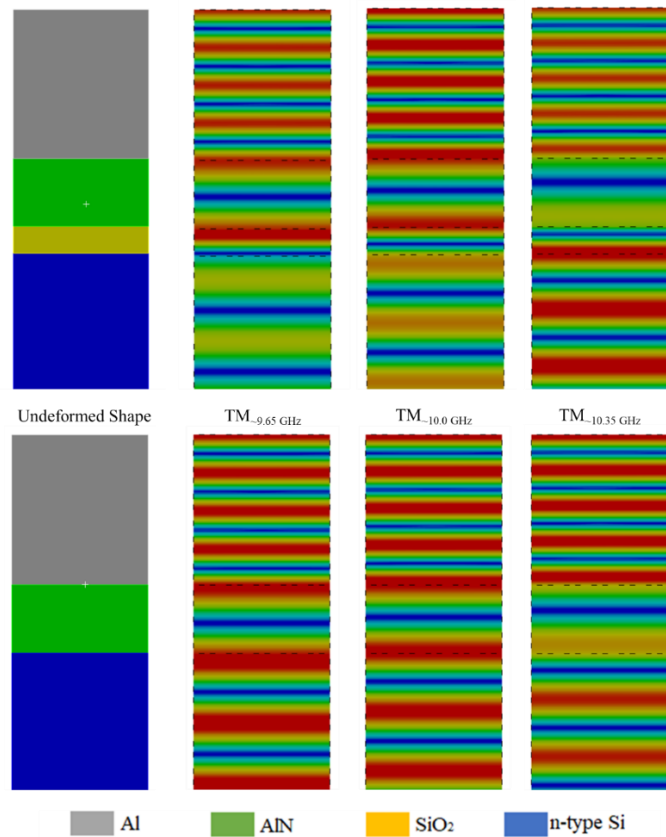 Undeformed Shape TM~9.65 GHz TM~10.0 GHz TM~10.35 GHz
Al AlN SiO₂ n-type Si